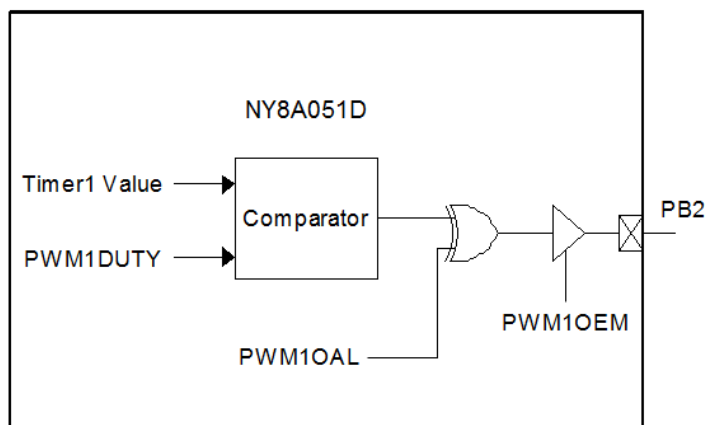 NY8A051D
Timer1 Value
Comparator
PWM1DUTY
PB2
PWM1OEM
PWM1OAL